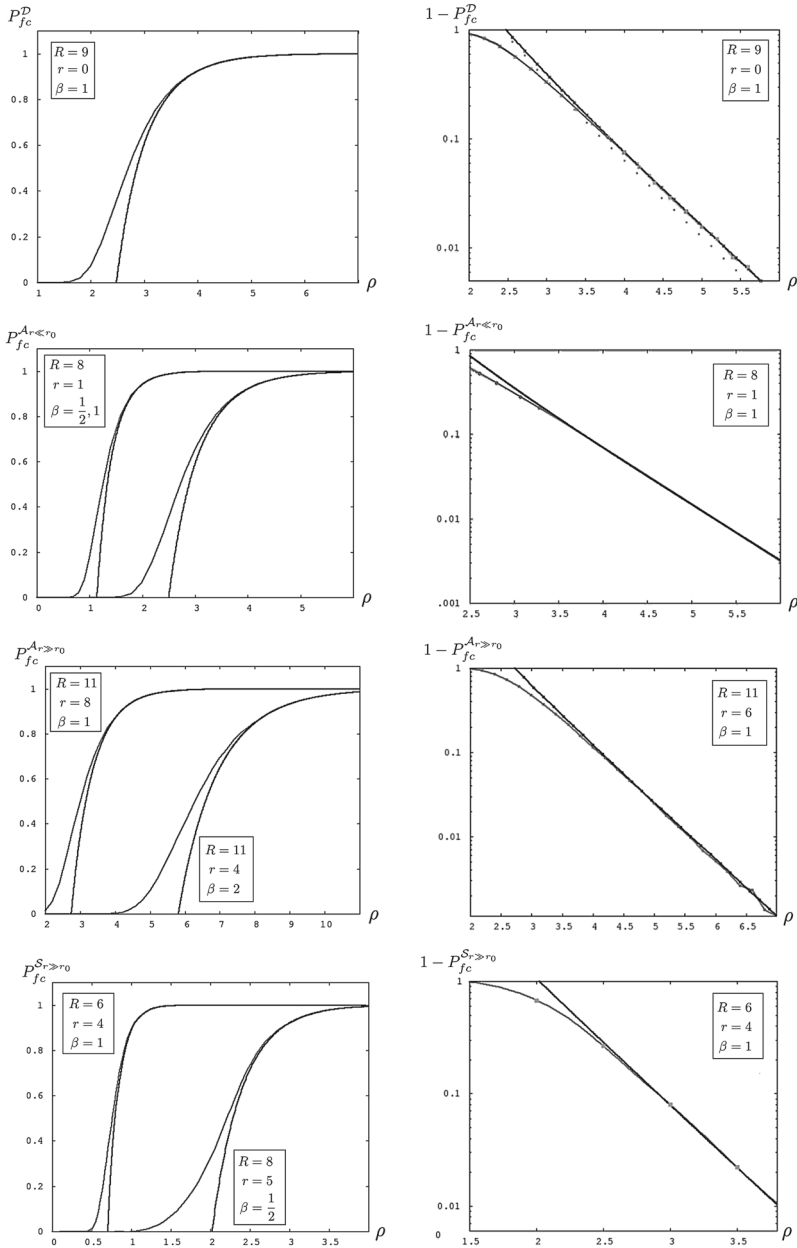 P_{fc}^{𝒟}
1
0.8
0.6
0.4
0.2
0
R = 9
r = 0
β = 1
1 2 3 4 5 6 ρ
1 − P_{fc}^{𝒟}
1
0.1
0.01
R = 9
r = 0
β = 1
2 2.5 3 3.5 4 4.5 5 5.5 ρ
P_{fc}^{𝒜_{r≪r_0}}
1
0.8
0.6
0.4
0.2
0
R = 8
r = 1
β = 1/2, 1
0 1 2 3 4 5 ρ
1 − P_{fc}^{𝒜_{r≪r_0}}
1
0.1
0.01
.001
R = 8
r = 1
β = 1
2.5 3 3.5 4 4.5 5 5.5 ρ
P_{fc}^{𝒜_{r≫r_0}}
1
0.8
0.6
0.4
0.2
0
R = 11
r = 8
β = 1
R = 11
r = 4
β = 2
2 3 4 5 6 7 8 9 10 ρ
1 − P_{fc}^{𝒜_{r≫r_0}}
1
0.1
0.01
R = 11
r = 6
β = 1
2 2.5 3 3.5 4 4.5 5 5.5 6 6.5 ρ
P_{fc}^{𝒮_{r≫r_0}}
1
0.8
0.6
0.4
0.2
0
R = 6
r = 4
β = 1
R = 8
r = 5
β = 1/2
0 0.5 1 1.5 2 2.5 3 3.5 ρ
1 − P_{fc}^{𝒮_{r≫r_0}}
1
0.1
0.01
0
R = 6
r = 4
β = 1
1.5 2 2.5 3 3.5 ρ